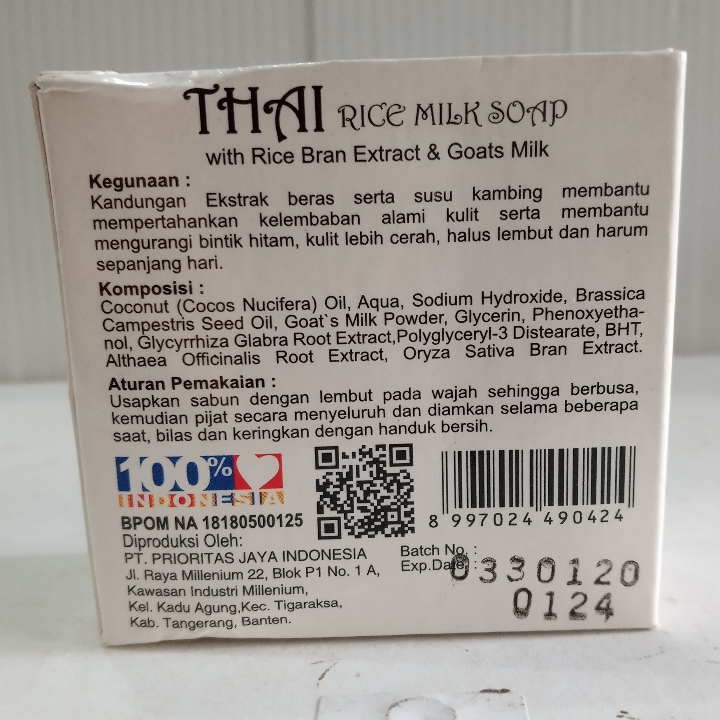 THAI RICE MILK SOAP
with Rice Bran Extract & Goats Milk
Kegunaan :
Kandungan Ekstrak beras serta susu kambing membantu
mempertahankan kelembaban alami kulit serta membantu
mengurangi bintik hitam, kulit lebih cerah, halus lembut dan harum
sepanjang hari.
Komposisi :
Coconut (Cocos Nucifera) Oil, Aqua, Sodium Hydroxide, Brassica
Campestris Seed Oil, Goat`s Milk Powder, Glycerin, Phenoxyetha-
nol, Glycyrrhiza Glabra Root Extract,Polyglyceryl-3 Distearate, BHT,
Althaea Officinalis Root Extract, Oryza Sativa Bran Extract.
Aturan Pemakaian :
Usapkan sabun dengan lembut pada wajah sehingga berbusa,
kemudian pijat secara menyeluruh dan diamkan selama beberapa
saat, bilas dan keringkan dengan handuk bersih.
100%
INDONESIA
BPOM NA 18180500125
8 997024 490424
Diproduksi Oleh:
PT. PRIORITAS JAYA INDONESIA
Jl. Raya Millenium 22, Blok P1 No. 1 A,
Kawasan Industri Millenium,
Kel. Kadu Agung,Kec. Tigaraksa,
Kab. Tangerang, Banten.
Batch No. :
Exp.Date. :
0330120
0124